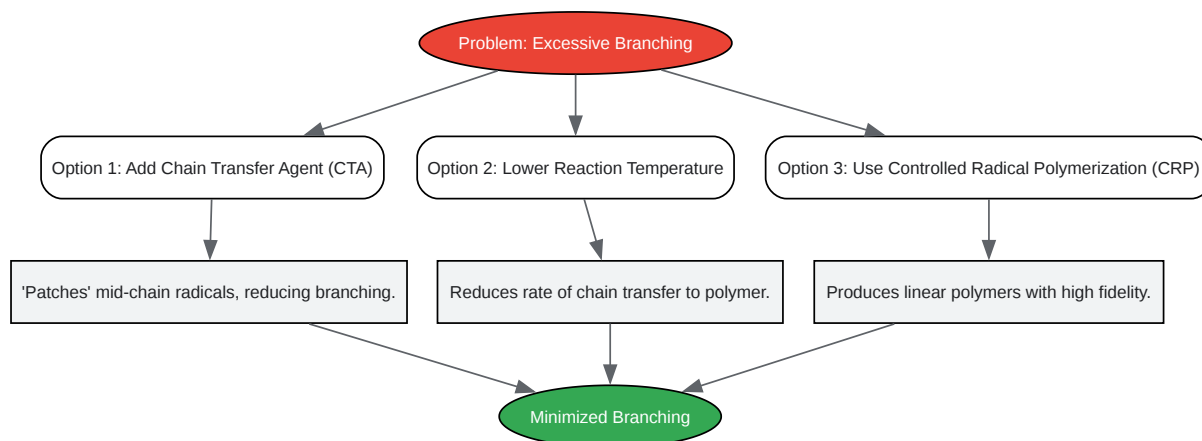 Problem: Excessive Branching
Option 1: Add Chain Transfer Agent (CTA)
Option 2: Lower Reaction Temperature
Option 3: Use Controlled Radical Polymerization (CRP)
'Patches' mid-chain radicals, reducing branching.
Reduces rate of chain transfer to polymer.
Produces linear polymers with high fidelity.
Minimized Branching